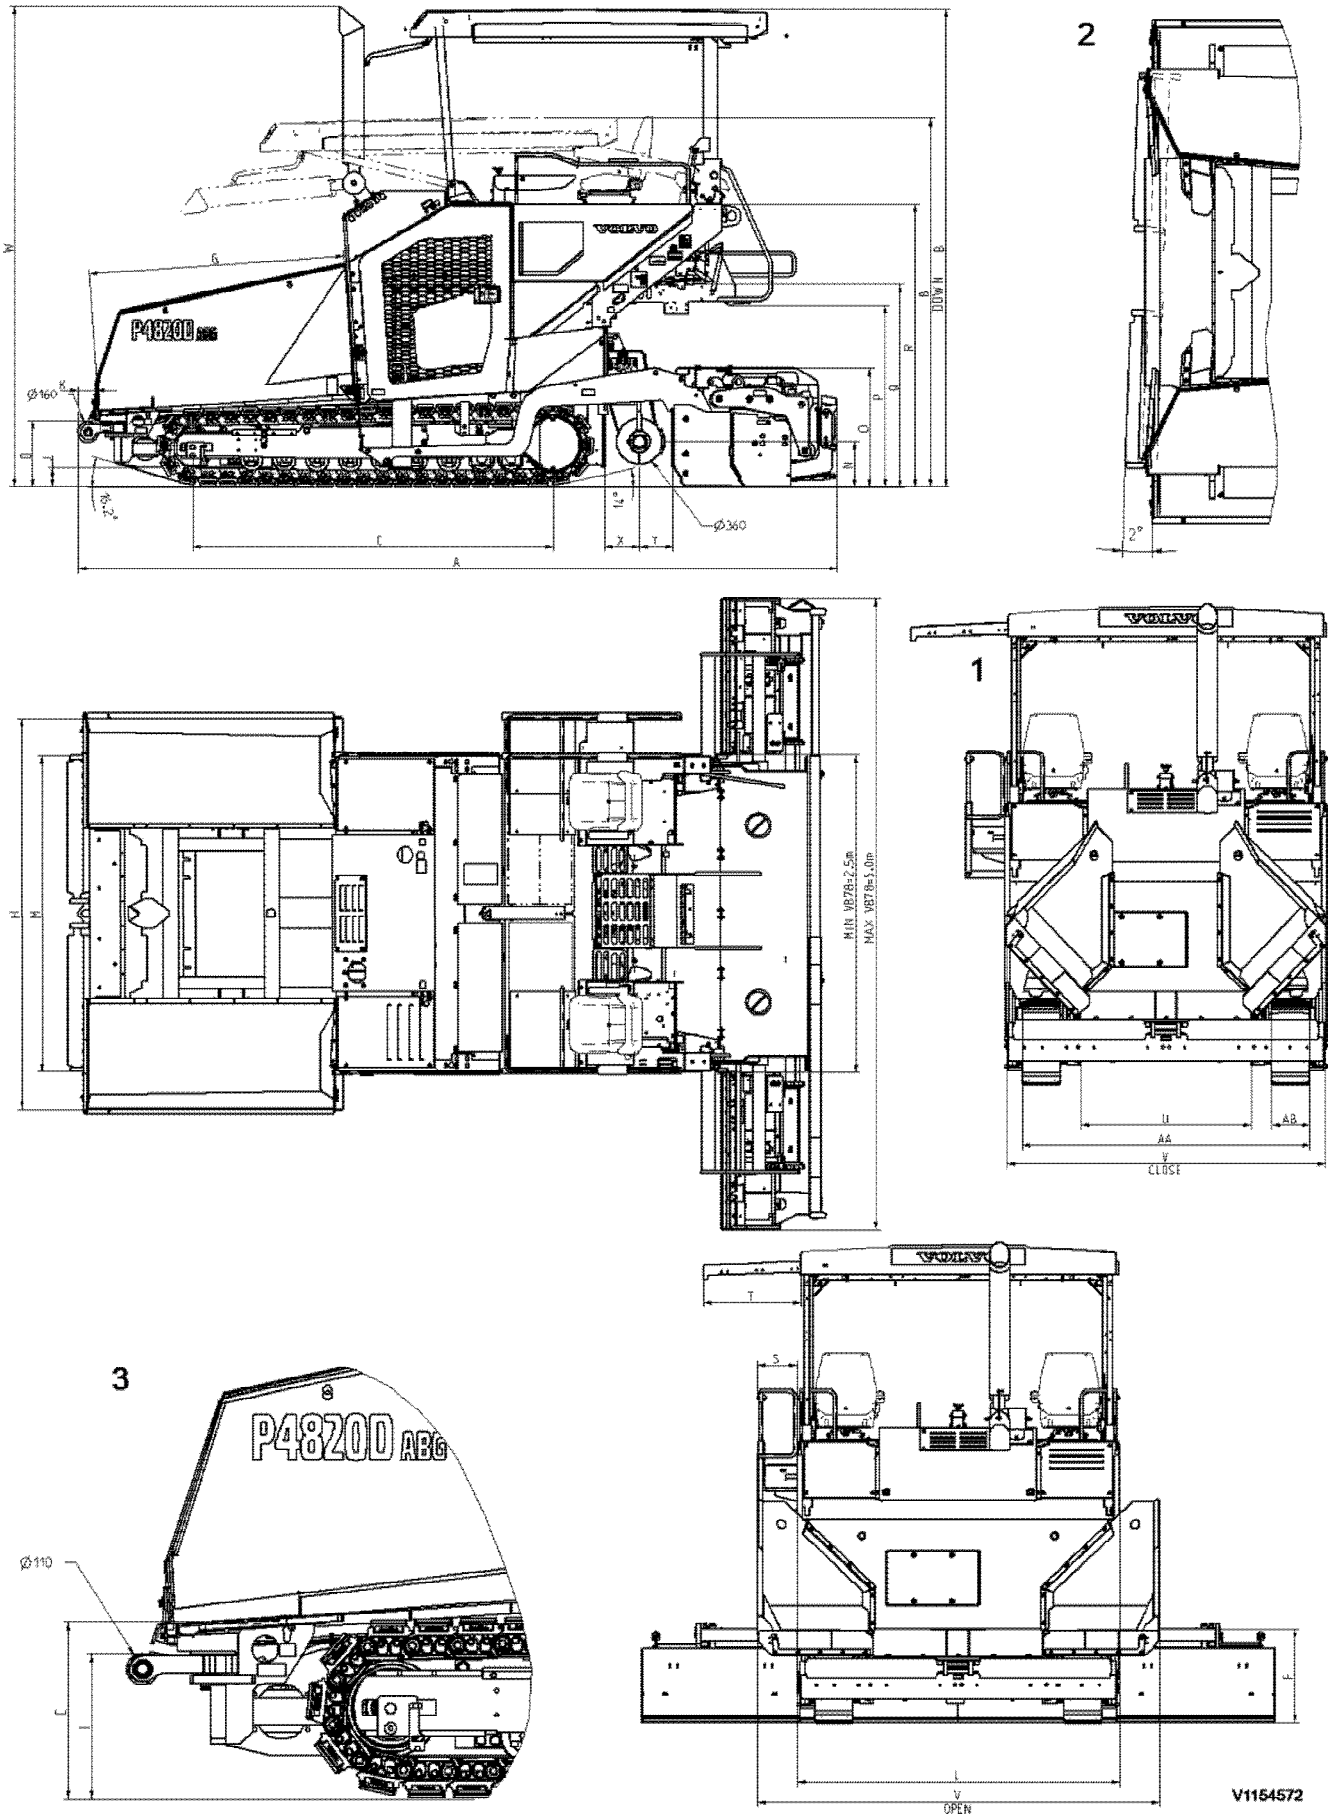 2
W
G
VOLVO
P4820D ABG
K
Ø160
B
B
DOWN
R
Q
P
O
N
D
J
16.2°
14°
Ø360
2°
C
X
Y
A
VOLVO
1
H
M
MIN VB78=2.5m
MAX VB78=5.0m
U
AB
AA
V
CLOSE
VOLVO
T
S
3
P4820D ABG
Ø110
E
I
F
L
V
OPEN
V1154572